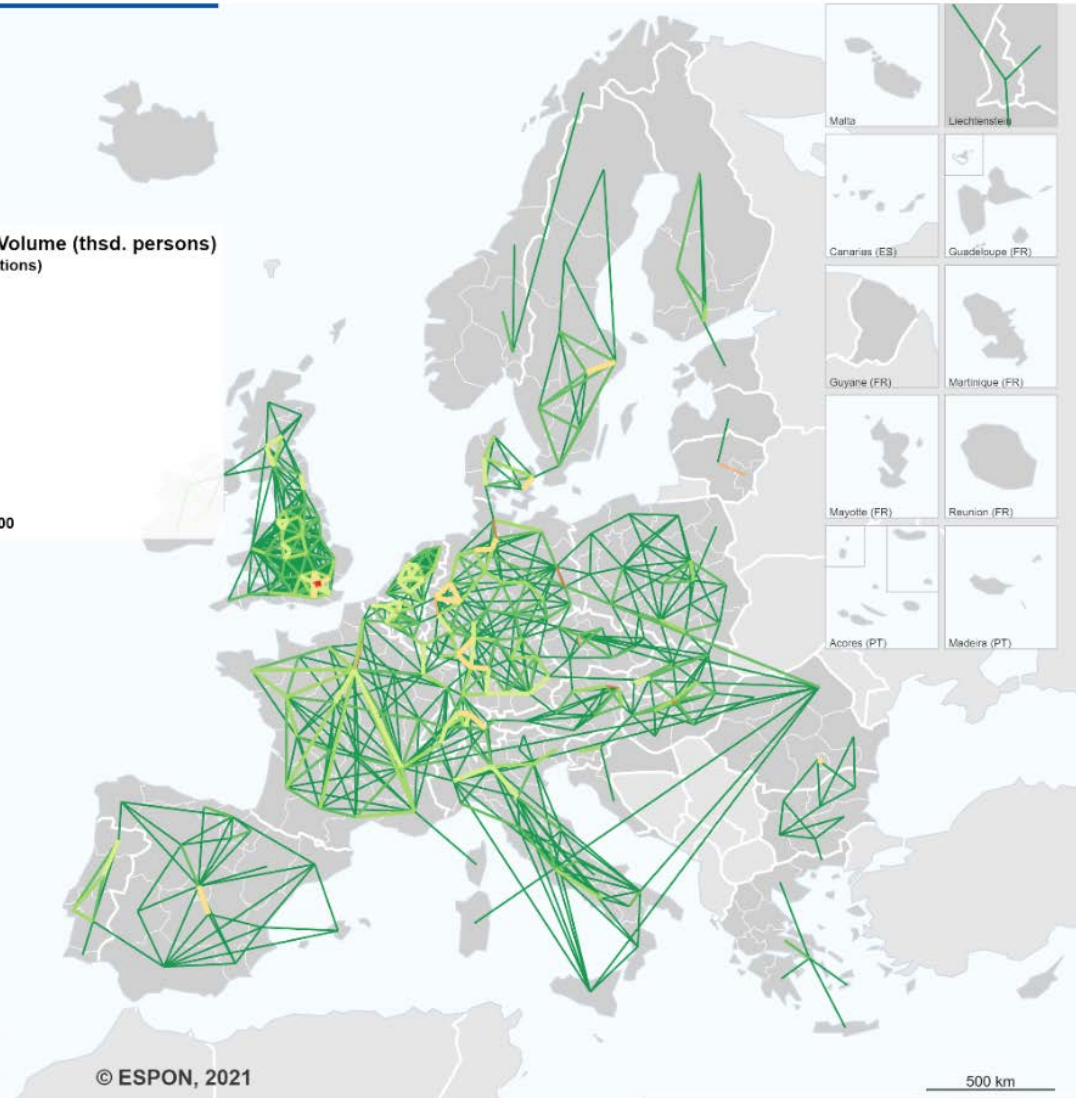 Volume (thsd. persons)
tions)
00
Malta
Liechtenstein
Canarias (ES)
Guadeloupe (FR)
Guyane (FR)
Martinique (FR)
Mayotte (FR)
Reunion (FR)
Acores (PT)
Madeira (PT)
© ESPON, 2021
500 km